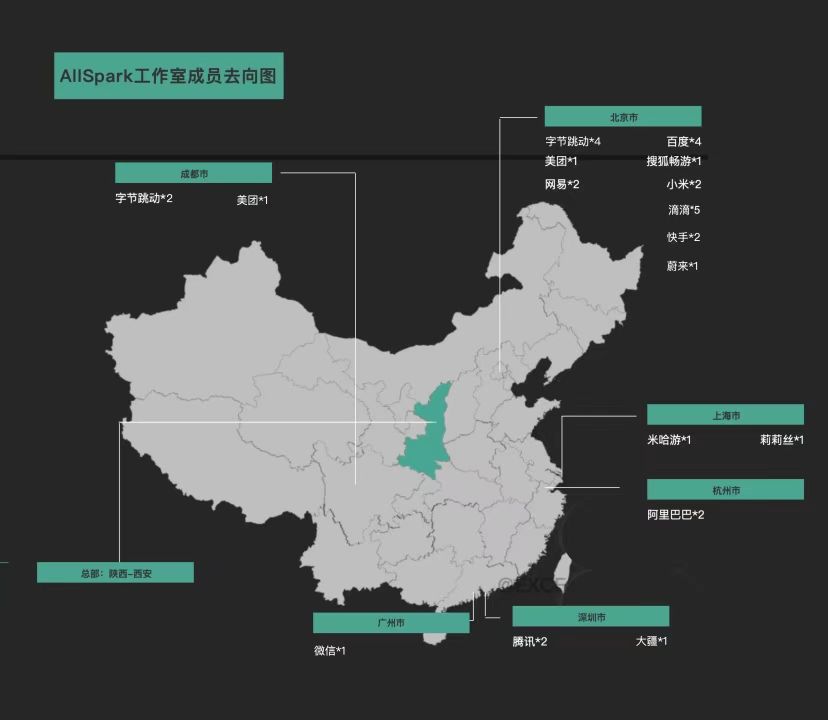 AllSpark工作室成员去向图
北京市
字节跳动*4 百度*4
美团*1 搜狐畅游*1
网易*2 小米*2
滴滴*5
快手*2
蔚来*1
成都市
字节跳动*2 美团*1
上海市
米哈游*1 莉莉丝*1
杭州市
阿里巴巴*2
总部：陕西-西安
广州市
微信*1
深圳市
腾讯*2 大疆*1